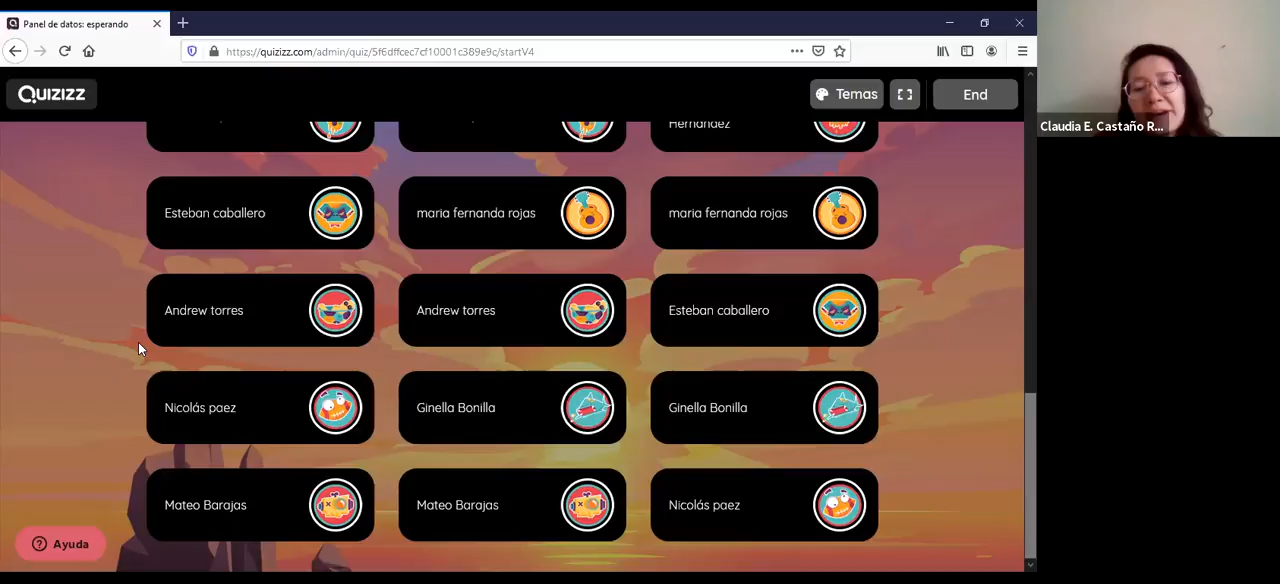 Panel de datos: esperando
https://quizizz.com/admin/quiz/5f6dffcec7cf10001c389e9c/startV4
QUIZIZZ
Temas
End
Claudia E. Castaño R...
Hernandez
Esteban caballero
maria fernanda rojas
maria fernanda rojas
Andrew torres
Andrew torres
Esteban caballero
Nicolás paez
Ginella Bonilla
Ginella Bonilla
Mateo Barajas
Mateo Barajas
Nicolás paez
Ayuda